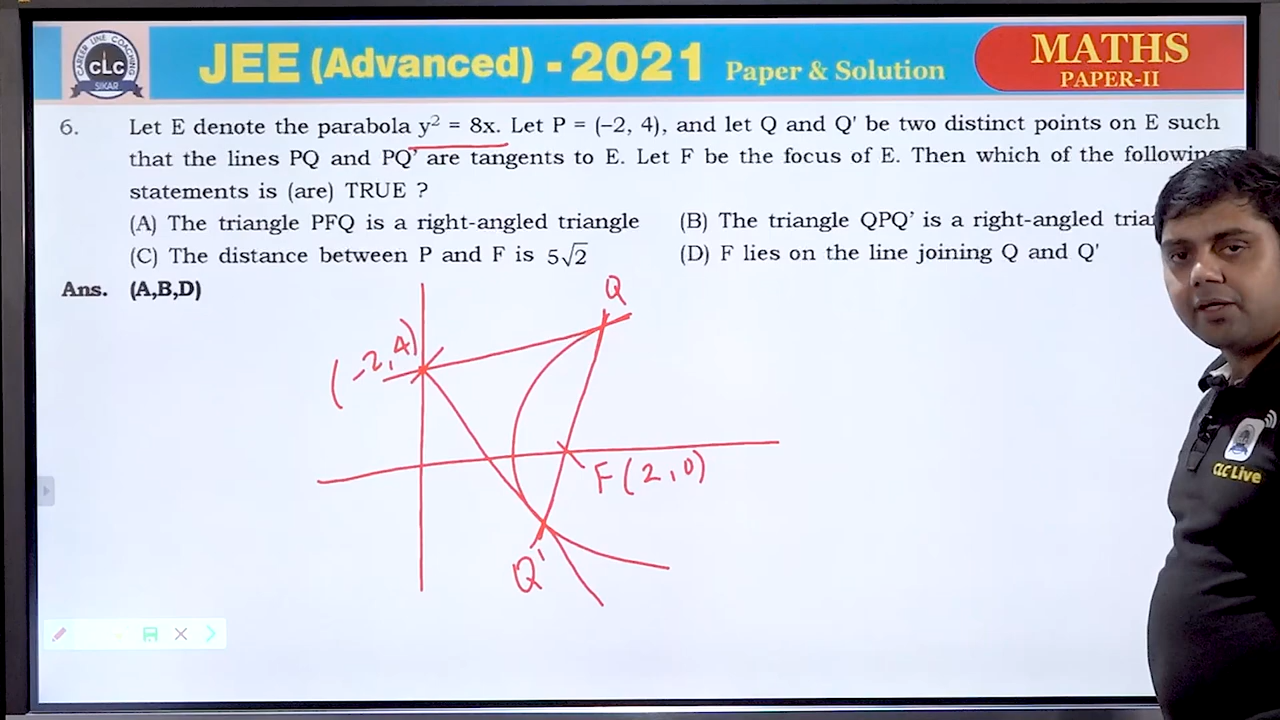 CAREER LINE COACHING
CLC
SIKAR
JEE (Advanced) - 2021 Paper & Solution
MATHS
PAPER-II
6. Let E denote the parabola y² = 8x. Let P = (–2, 4), and let Q and Q' be two distinct points on E such
that the lines PQ and PQ' are tangents to E. Let F be the focus of E. Then which of the following
statements is (are) TRUE ?
(A) The triangle PFQ is a right-angled triangle (B) The triangle QPQ' is a right-angled tria
(C) The distance between P and F is 5√2 (D) F lies on the line joining Q and Q'
Ans. (A,B,D)
Q
(-2,4)
F(2,0)
Q'
CLC Live